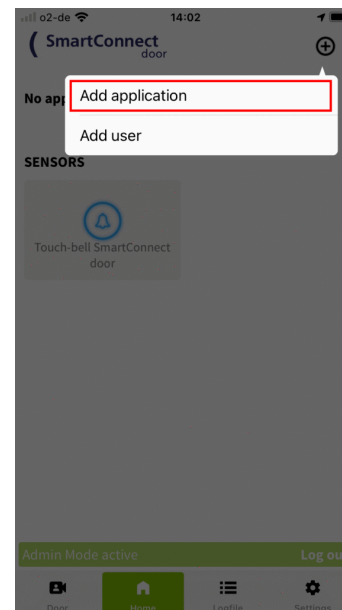 o2-de 14:02
SmartConnect
door
No app
Add application
Add user
SENSORS
Touch-bell SmartConnect
door
Admin Mode active Log ou
Door Home Logfile Settings